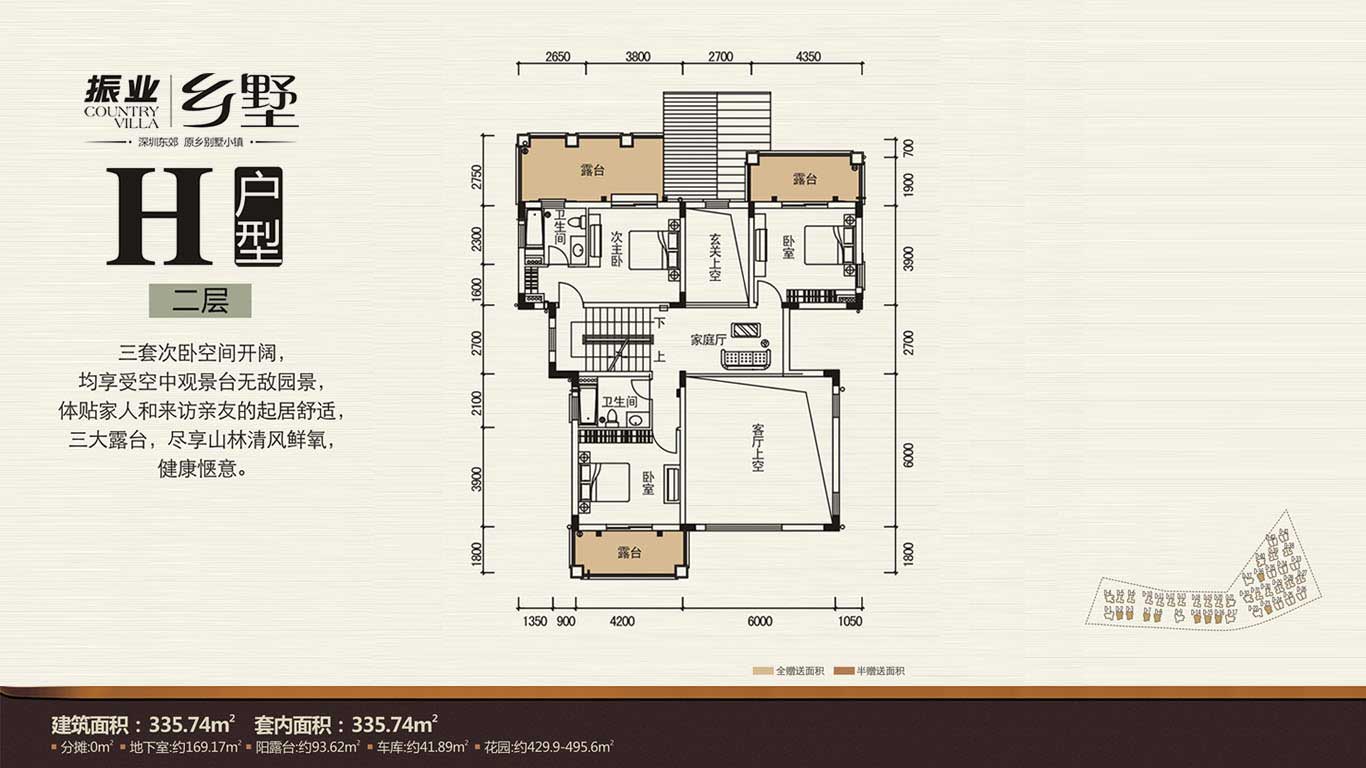 振业 乡墅
COUNTRY
VILLA
深圳东郊 原乡别墅小镇
H 户型
二层
三套次卧空间开阔，
均享受空中观景台无敌园景，
体贴家人和来访亲友的起居舒适，
三大露台，尽享山林清风鲜氧，
健康惬意。
2650 3800 2700 4350
2750
2300
1600
2700
2100
3900
1800
露台
露台
卫生间
次主卧
玄关上空
卧室
下
上
家庭厅
卫生间
卧室
客厅上空
露台
700
1900
3900
2700
6000
1800
1350 900 4200 6000 1050
全赠送面积 半赠送面积
建筑面积：335.74㎡ 套内面积：335.74㎡
分摊:0㎡ 地下室:约169.17㎡ 阳露台:约93.62㎡ 车库:约41.89㎡ 花园:约429.9-495.6㎡